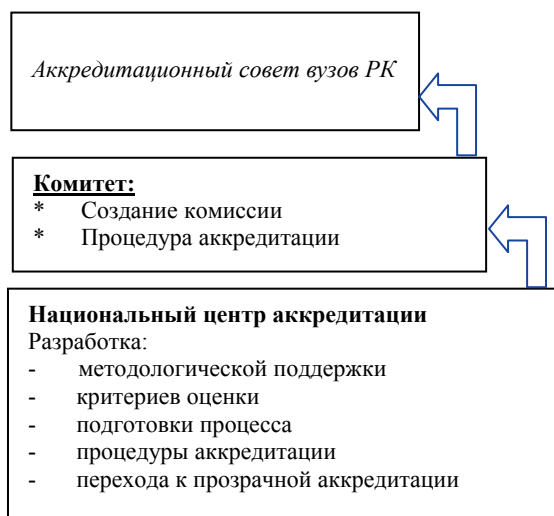 Аккредитационный совет вузов РК
Комитет:
* Создание комиссии
* Процедура аккредитации
Национальный центр аккредитации
Разработка:
- методологической поддержки
- критериев оценки
- подготовки процесса
- процедуры аккредитации
- перехода к прозрачной аккредитации